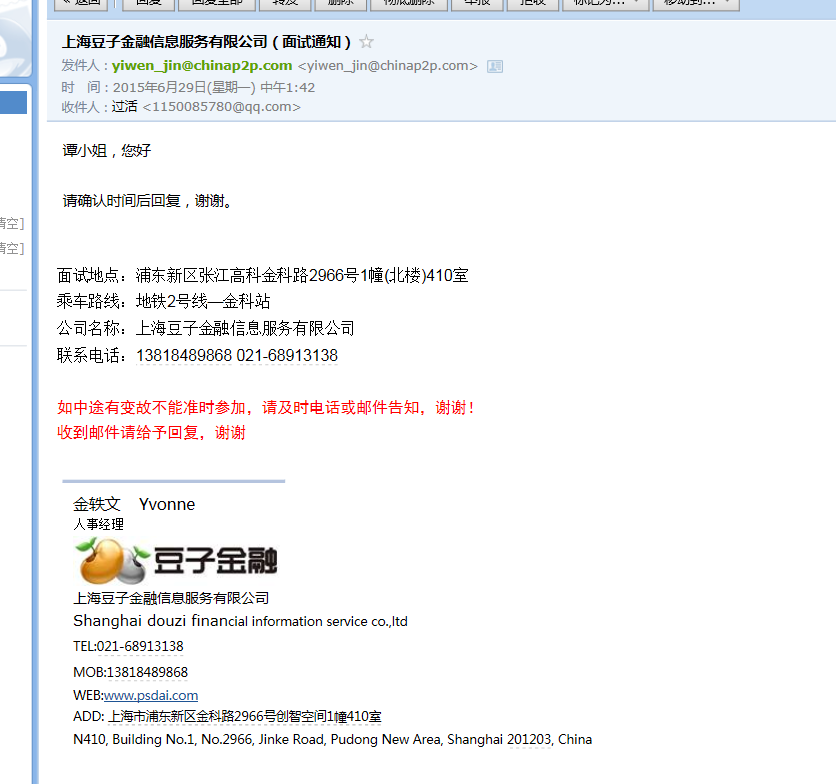 « 返回 回复 回复全部 转发 删除 彻底删除 举报 拒收 标记为... 移动到...
上海豆子金融信息服务有限公司（面试通知）
发件人：yiwen_jin@chinap2p.com <yiwen_jin@chinap2p.com>
时 间：2015年6月29日(星期一) 中午1:42
收件人：过活 <1150085780@qq.com>
谭小姐，您好
请确认时间后回复，谢谢。
清空]
清空]
面试地点：浦东新区张江高科金科路2966号1幢(北楼)410室
乘车路线：地铁2号线—金科站
公司名称：上海豆子金融信息服务有限公司
联系电话：13818489868 021-68913138
如中途有变故不能准时参加，请及时电话或邮件告知，谢谢！
收到邮件请给予回复，谢谢
金轶文 Yvonne
人事经理
豆子金融
上海豆子金融信息服务有限公司
Shanghai douzi financial information service co.,ltd
TEL:021-68913138
MOB:13818489868
WEB:www.psdai.com
ADD: 上海市浦东新区金科路2966号创智空间1幢410室
N410, Building No.1, No.2966, Jinke Road, Pudong New Area, Shanghai 201203, China